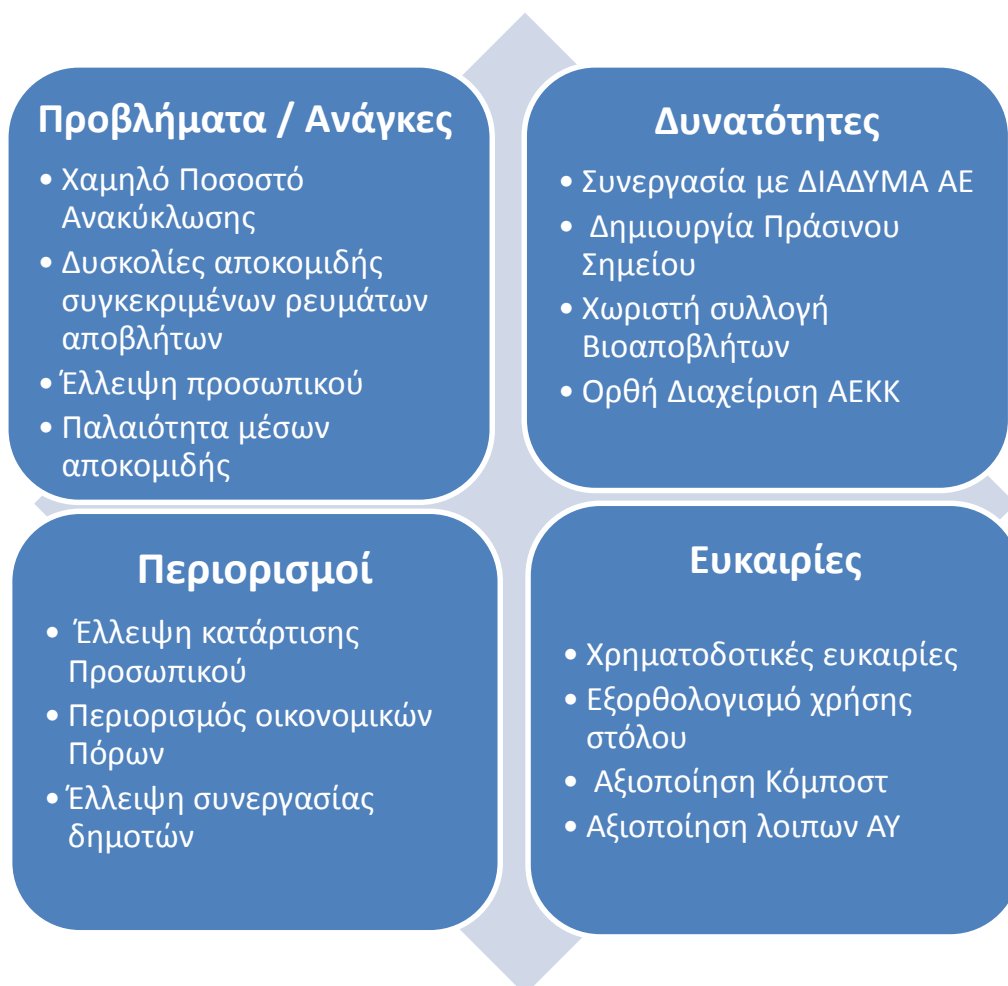 Προβλήματα / Ανάγκες
• Χαμηλό Ποσοστό
Ανακύκλωσης
• Δυσκολίες αποκομιδής
συγκεκριμένων ρευμάτων
αποβλήτων
• Έλλειψη προσωπικού
• Παλαιότητα μέσων
αποκομιδής
Δυνατότητες
• Συνεργασία με ΔΙΑΔΥΜΑ ΑΕ
• Δημιουργία Πράσινου
Σημείου
• Χωριστή συλλογή
Βιοαποβλήτων
• Ορθή Διαχείριση ΑΕΚΚ
Περιορισμοί
• Έλλειψη κατάρτισης
Προσωπικού
• Περιορισμός οικονομικών
Πόρων
• Έλλειψη συνεργασίας
δημοτών
Ευκαιρίες
• Χρηματοδοτικές ευκαιρίες
• Εξορθολογισμό χρήσης
στόλου
• Αξιοποίηση Κόμποστ
• Αξιοποίηση λοιπων ΑΥ